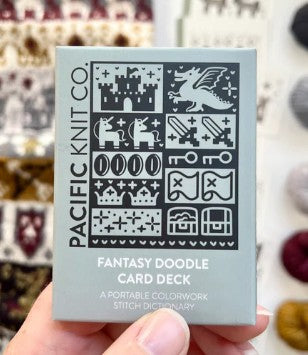 PACIFIC KNIT CO.
FANTASY DOODLE
CARD DECK
A PORTABLE COLORWORK
STITCH DICTIONARY